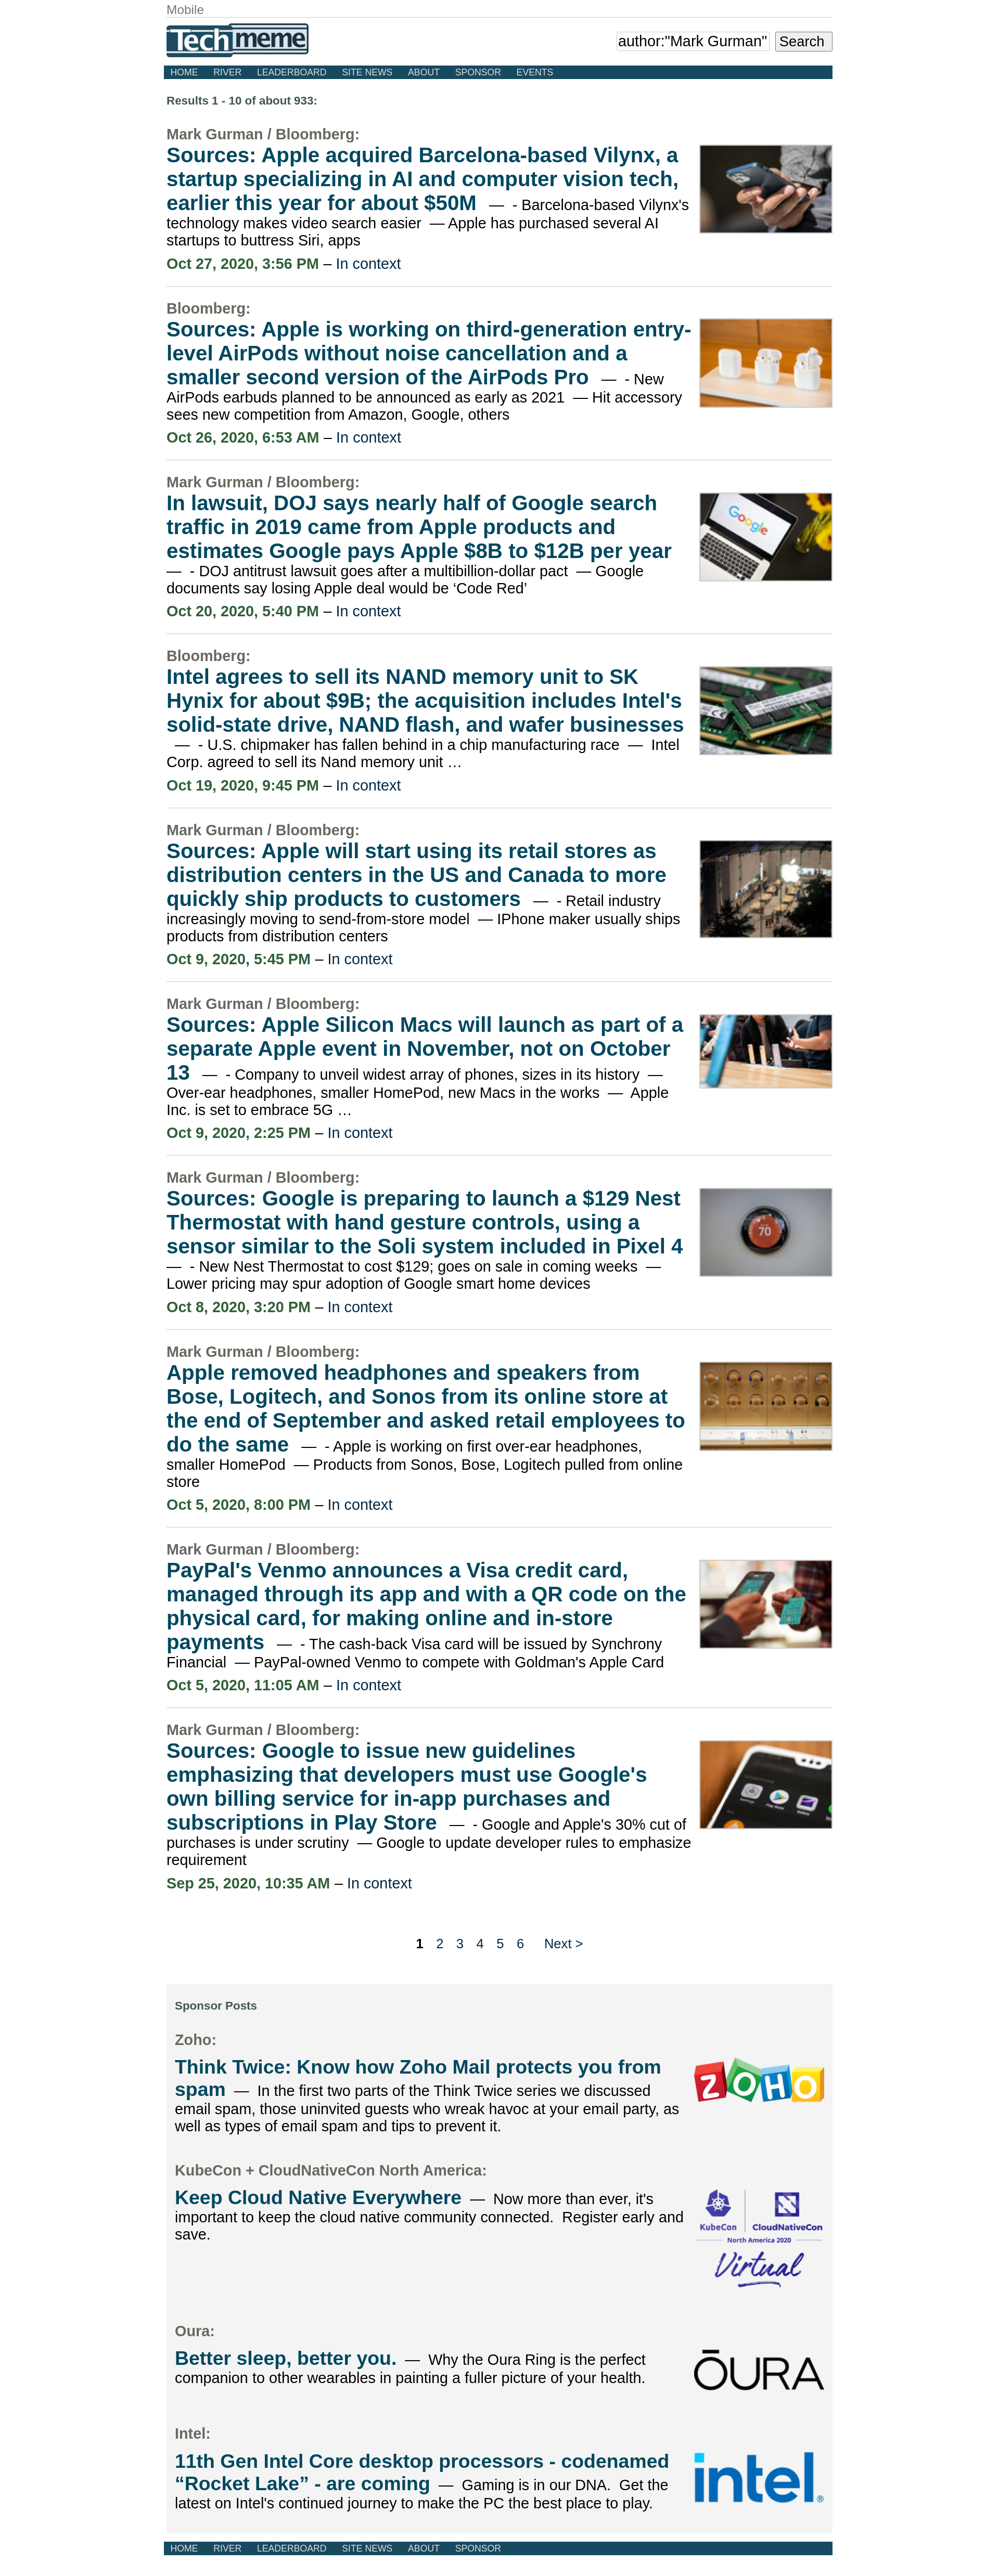 Mobile
Techmeme
author:"Mark Gurman" Search
HOME RIVER LEADERBOARD SITE NEWS ABOUT SPONSOR EVENTS
Results 1 - 10 of about 933:
Mark Gurman / Bloomberg:
Sources: Apple acquired Barcelona-based Vilynx, a
startup specializing in AI and computer vision tech,
earlier this year for about $50M — - Barcelona-based Vilynx's
technology makes video search easier — Apple has purchased several AI
startups to buttress Siri, apps
Oct 27, 2020, 3:56 PM – In context
Bloomberg:
Sources: Apple is working on third-generation entry-
level AirPods without noise cancellation and a
smaller second version of the AirPods Pro — - New
AirPods earbuds planned to be announced as early as 2021 — Hit accessory
sees new competition from Amazon, Google, others
Oct 26, 2020, 6:53 AM – In context
Mark Gurman / Bloomberg:
In lawsuit, DOJ says nearly half of Google search
traffic in 2019 came from Apple products and
estimates Google pays Apple $8B to $12B per year
— - DOJ antitrust lawsuit goes after a multibillion-dollar pact — Google
documents say losing Apple deal would be ‘Code Red’
Google
Oct 20, 2020, 5:40 PM – In context
Bloomberg:
Intel agrees to sell its NAND memory unit to SK
Hynix for about $9B; the acquisition includes Intel's
solid-state drive, NAND flash, and wafer businesses
— - U.S. chipmaker has fallen behind in a chip manufacturing race — Intel
Corp. agreed to sell its Nand memory unit …
Oct 19, 2020, 9:45 PM – In context
Mark Gurman / Bloomberg:
Sources: Apple will start using its retail stores as
distribution centers in the US and Canada to more
quickly ship products to customers — - Retail industry
increasingly moving to send-from-store model — IPhone maker usually ships
products from distribution centers
Oct 9, 2020, 5:45 PM – In context
Mark Gurman / Bloomberg:
Sources: Apple Silicon Macs will launch as part of a
separate Apple event in November, not on October
13 — - Company to unveil widest array of phones, sizes in its history —
Over-ear headphones, smaller HomePod, new Macs in the works — Apple
Inc. is set to embrace 5G …
Oct 9, 2020, 2:25 PM – In context
Mark Gurman / Bloomberg:
Sources: Google is preparing to launch a $129 Nest
Thermostat with hand gesture controls, using a
sensor similar to the Soli system included in Pixel 4
— - New Nest Thermostat to cost $129; goes on sale in coming weeks —
Lower pricing may spur adoption of Google smart home devices
70
Oct 8, 2020, 3:20 PM – In context
Mark Gurman / Bloomberg:
Apple removed headphones and speakers from
Bose, Logitech, and Sonos from its online store at
the end of September and asked retail employees to
do the same — - Apple is working on first over-ear headphones,
smaller HomePod — Products from Sonos, Bose, Logitech pulled from online
store
Oct 5, 2020, 8:00 PM – In context
Mark Gurman / Bloomberg:
PayPal's Venmo announces a Visa credit card,
managed through its app and with a QR code on the
physical card, for making online and in-store
payments — - The cash-back Visa card will be issued by Synchrony
Financial — PayPal-owned Venmo to compete with Goldman's Apple Card
Oct 5, 2020, 11:05 AM – In context
Mark Gurman / Bloomberg:
Sources: Google to issue new guidelines
emphasizing that developers must use Google's
own billing service for in-app purchases and
subscriptions in Play Store — - Google and Apple's 30% cut of
purchases is under scrutiny — Google to update developer rules to emphasize
requirement
Sep 25, 2020, 10:35 AM – In context
1 2 3 4 5 6 Next >
Sponsor Posts
Zoho:
Think Twice: Know how Zoho Mail protects you from
spam — In the first two parts of the Think Twice series we discussed
email spam, those uninvited guests who wreak havoc at your email party, as
well as types of email spam and tips to prevent it.
ZOHO
KubeCon + CloudNativeCon North America:
Keep Cloud Native Everywhere — Now more than ever, it's
important to keep the cloud native community connected. Register early and
save.
KubeCon CloudNativeCon
North America 2020
Virtual
Oura:
Better sleep, better you. — Why the Oura Ring is the perfect
companion to other wearables in painting a fuller picture of your health.
ŌURA
Intel:
11th Gen Intel Core desktop processors - codenamed
“Rocket Lake” - are coming — Gaming is in our DNA. Get the
latest on Intel's continued journey to make the PC the best place to play.
intel®
HOME RIVER LEADERBOARD SITE NEWS ABOUT SPONSOR